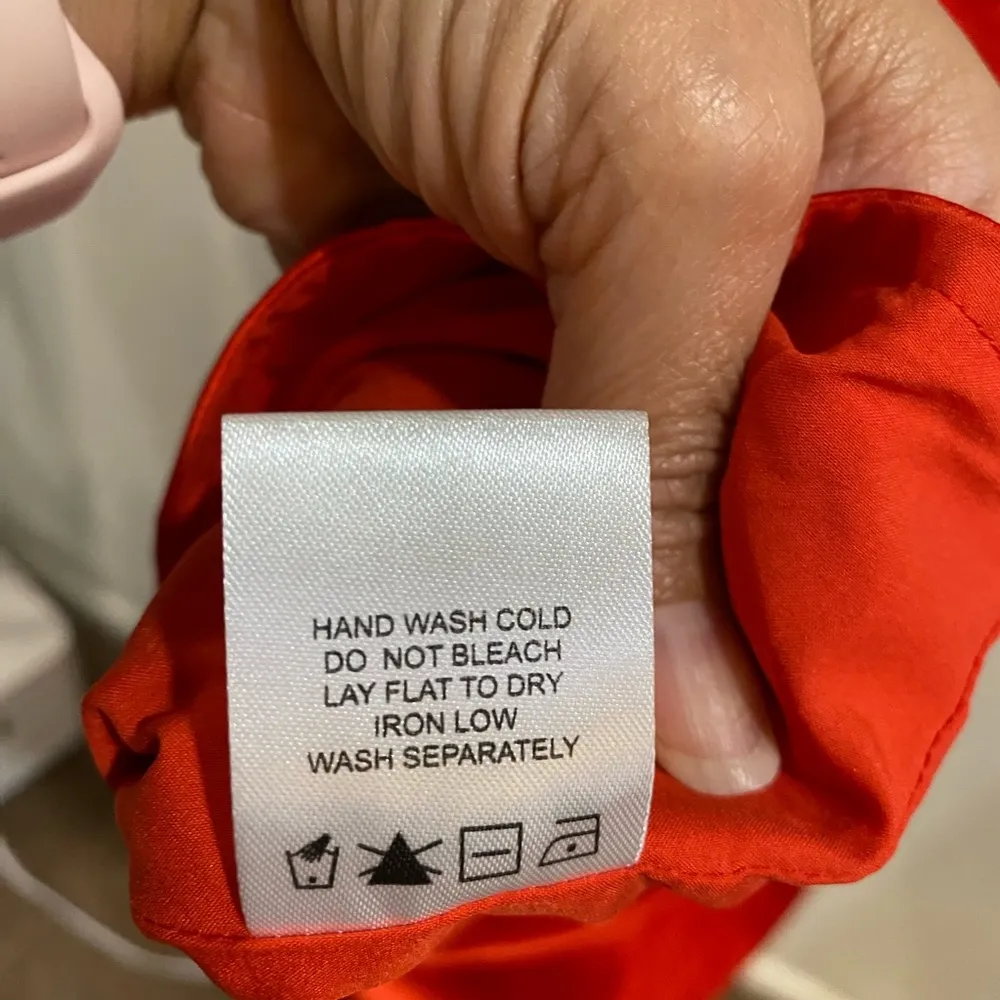 HAND WASH COLD
DO NOT BLEACH
LAY FLAT TO DRY
IRON LOW
WASH SEPARATELY